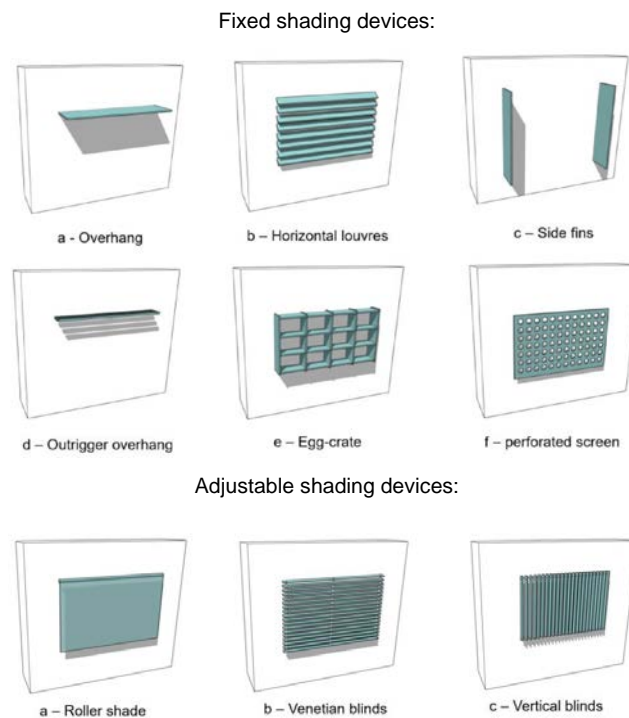 Fixed shading devices:
a - Overhang
b – Horizontal louvres
c – Side fins
d – Outrigger overhang
e – Egg-crate
f – perforated screen
Adjustable shading devices:
a – Roller shade
b – Venetian blinds
c – Vertical blinds